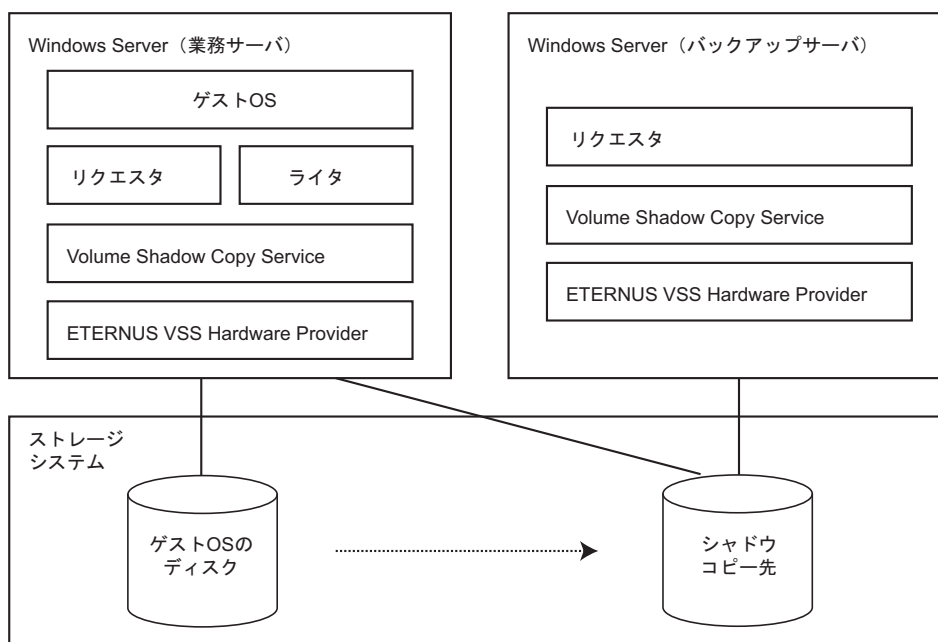 Windows Server（業務サーバ）
ゲストOS
リクエスタ
ライタ
Volume Shadow Copy Service
ETERNUS VSS Hardware Provider
Windows Server（バックアップサーバ）
リクエスタ
Volume Shadow Copy Service
ETERNUS VSS Hardware Provider
ストレージ
システム
ゲストOSの
ディスク
シャドウ
コピー先